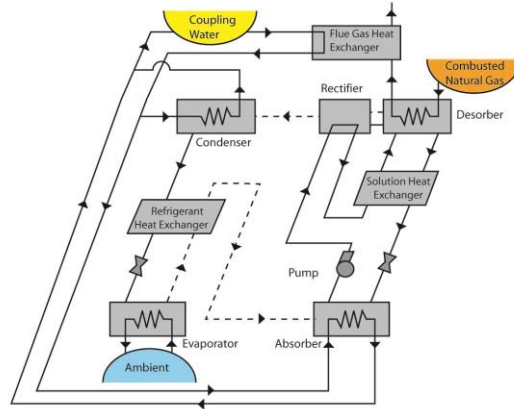 Coupling
Water
Flue Gas Heat
Exchanger
Combusted
Natural Gas
Rectifier
Desorber
Condenser
Solution Heat
Exchanger
Refrigerant
Heat Exchanger
Pump
Evaporator
Absorber
Ambient